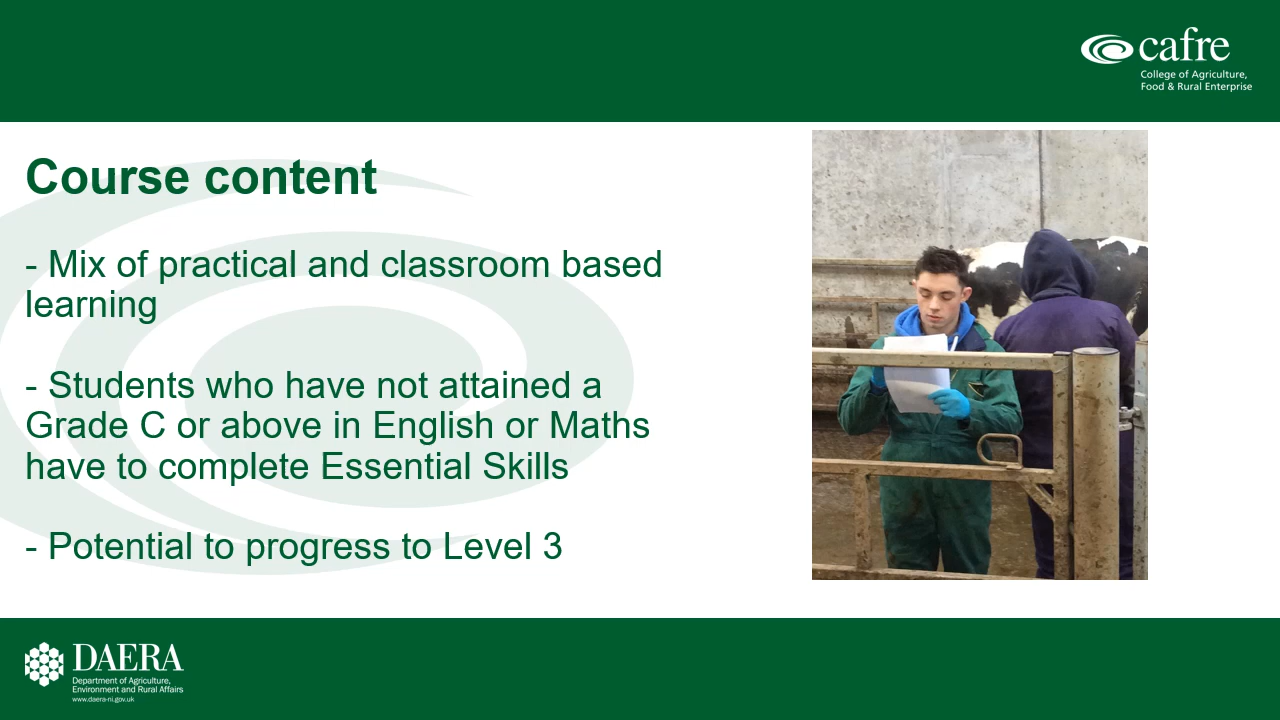 cafre
College of Agriculture,
Food & Rural Enterprise
Course content
- Mix of practical and classroom based
learning
- Students who have not attained a
Grade C or above in English or Maths
have to complete Essential Skills
- Potential to progress to Level 3
DAERA
Department of Agriculture,
Environment and Rural Affairs
www.daera-ni.gov.uk